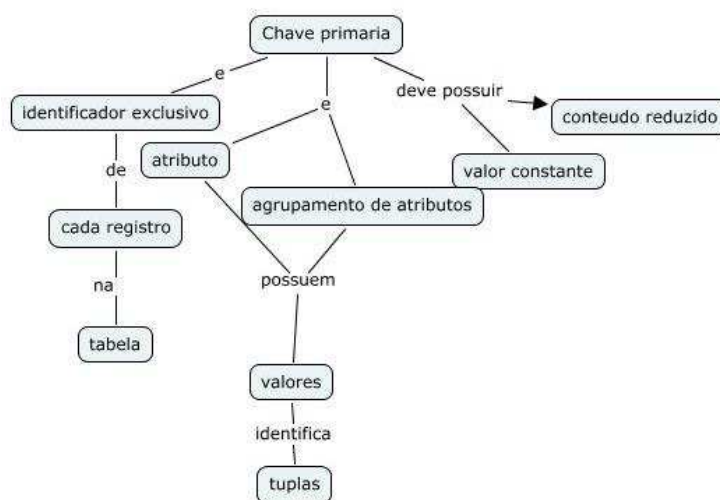 Chave primaria
e
deve possuir
identificador exclusivo
e
conteudo reduzido
atributo
de
valor constante
agrupamento de atributos
cada registro
possuem
na
tabela
valores
identifica
tuplas